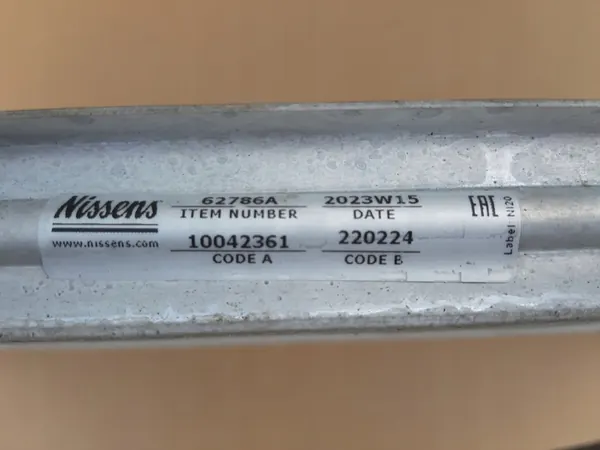 Nissens
www.nissens.com
62786A
ITEM NUMBER
10042361
CODE A
2023W15
DATE
220224
CODE B
EAC
Label NI20